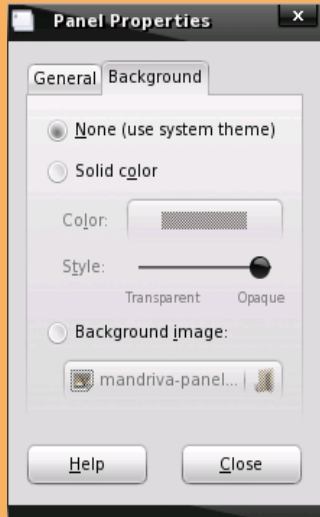 Panel Properties
x
General
Background
None (use system theme)
Solid color
Color:
Style:
Transparent Opaque
Background image:
mandriva-panel...
Help
Close